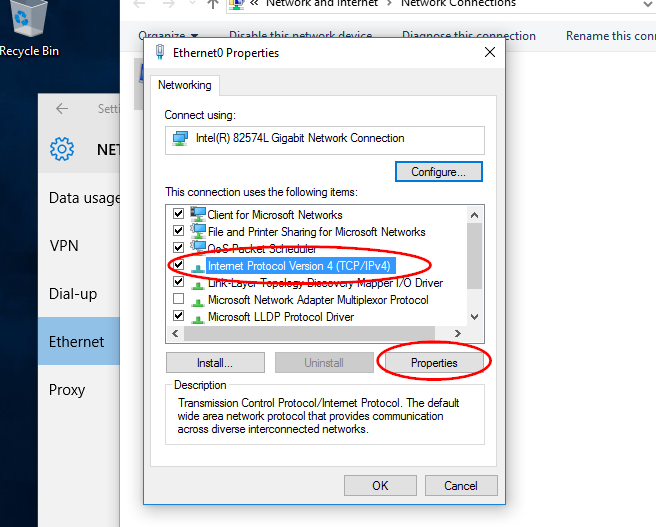 « Network and Internet > Network Connections
Organize
Disable this network device
Diagnose this connection
Rename this conn
Recycle Bin
Ethernet0 Properties
Networking
Connect using:
Intel(R) 82574L Gigabit Network Connection
Configure...
This connection uses the following items:
Client for Microsoft Networks
File and Printer Sharing for Microsoft Networks
QoS Packet Scheduler
Internet Protocol Version 4 (TCP/IPv4)
Link-Layer Topology Discovery Mapper I/O Driver
Microsoft Network Adapter Multiplexor Protocol
Microsoft LLDP Protocol Driver
Install...
Uninstall
Properties
Description
Transmission Control Protocol/Internet Protocol. The default
wide area network protocol that provides communication
across diverse interconnected networks.
OK
Cancel
Setti
NET
Data usage
VPN
Dial-up
Ethernet
Proxy